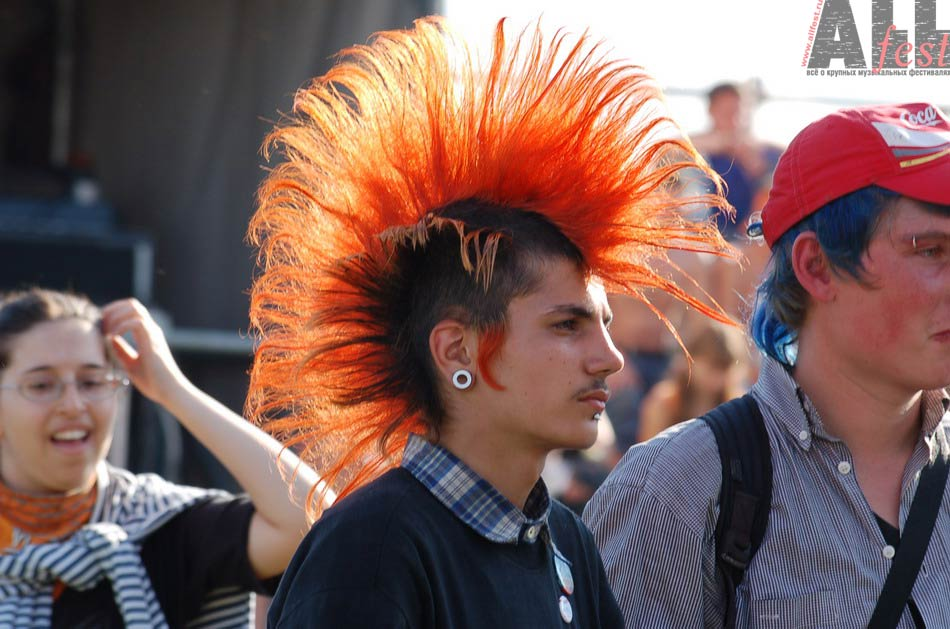 www.allfest.ru
ALL
fest
всё о крупных музыкальных фестивалях
Coca